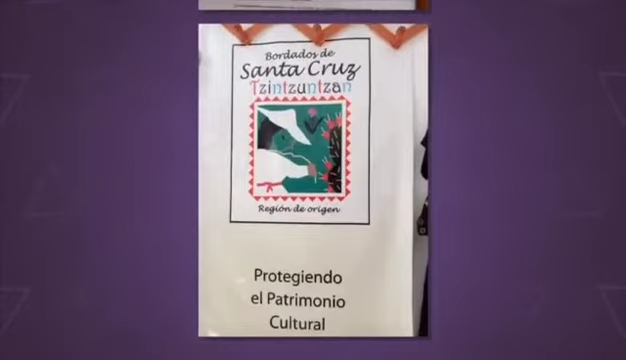 Bordados de
Santa Cruz
Tzintzuntzan
Región de origen
Protegiendo
el Patrimonio
Cultural